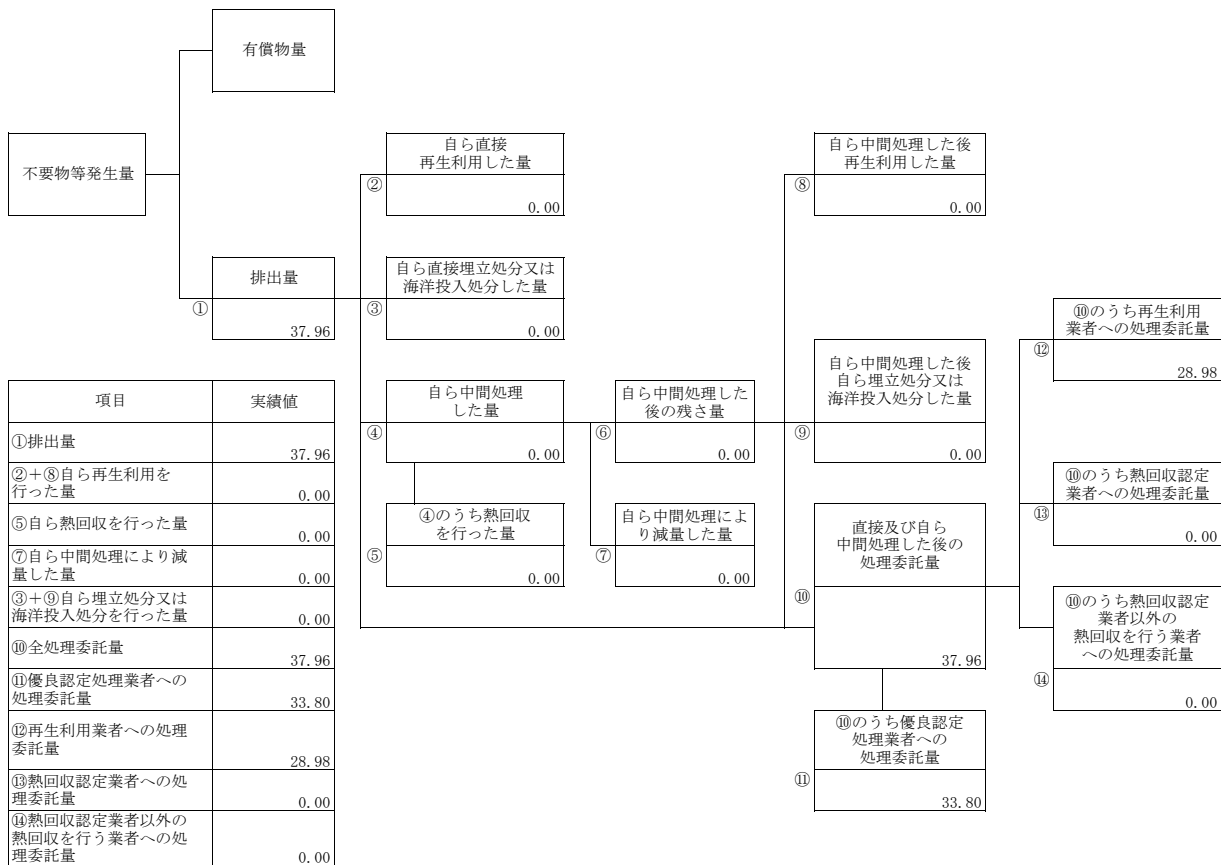 有償物量
不要物等発生量
自ら直接
再生利用した量
②
0.00
自ら中間処理した後
再生利用した量
⑧
0.00
排出量
①
37.96
自ら直接埋立処分又は
海洋投入処分した量
③
0.00
⑩のうち再生利用
業者への処理委託量
⑫
28.98
自ら中間処理
した量
④
0.00
自ら中間処理した
後の残さ量
⑥
0.00
自ら中間処理した後
自ら埋立処分又は
海洋投入処分した量
⑨
0.00
⑩のうち熱回収認定
業者への処理委託量
⑬
0.00
④のうち熱回収
を行った量
⑤
0.00
自ら中間処理によ
り減量した量
⑦
0.00
直接及び自ら
中間処理した後の
処理委託量
⑩
37.96
⑩のうち熱回収認定
業者以外の
熱回収を行う業者
への処理委託量
⑭
0.00
⑩のうち優良認定
処理業者への
処理委託量
⑪
33.80
項目 実績値
①排出量 37.96
②＋⑧自ら再生利用を
行った量 0.00
⑤自ら熱回収を行った量 0.00
⑦自ら中間処理により減
量した量 0.00
③＋⑨自ら埋立処分又は
海洋投入処分を行った量 0.00
⑩全処理委託量 37.96
⑪優良認定処理業者への
処理委託量 33.80
⑫再生利用業者への処理
委託量 28.98
⑬熱回収認定業者への処
理委託量 0.00
⑭熱回収認定業者以外の
熱回収を行う業者への処
理委託量 0.00